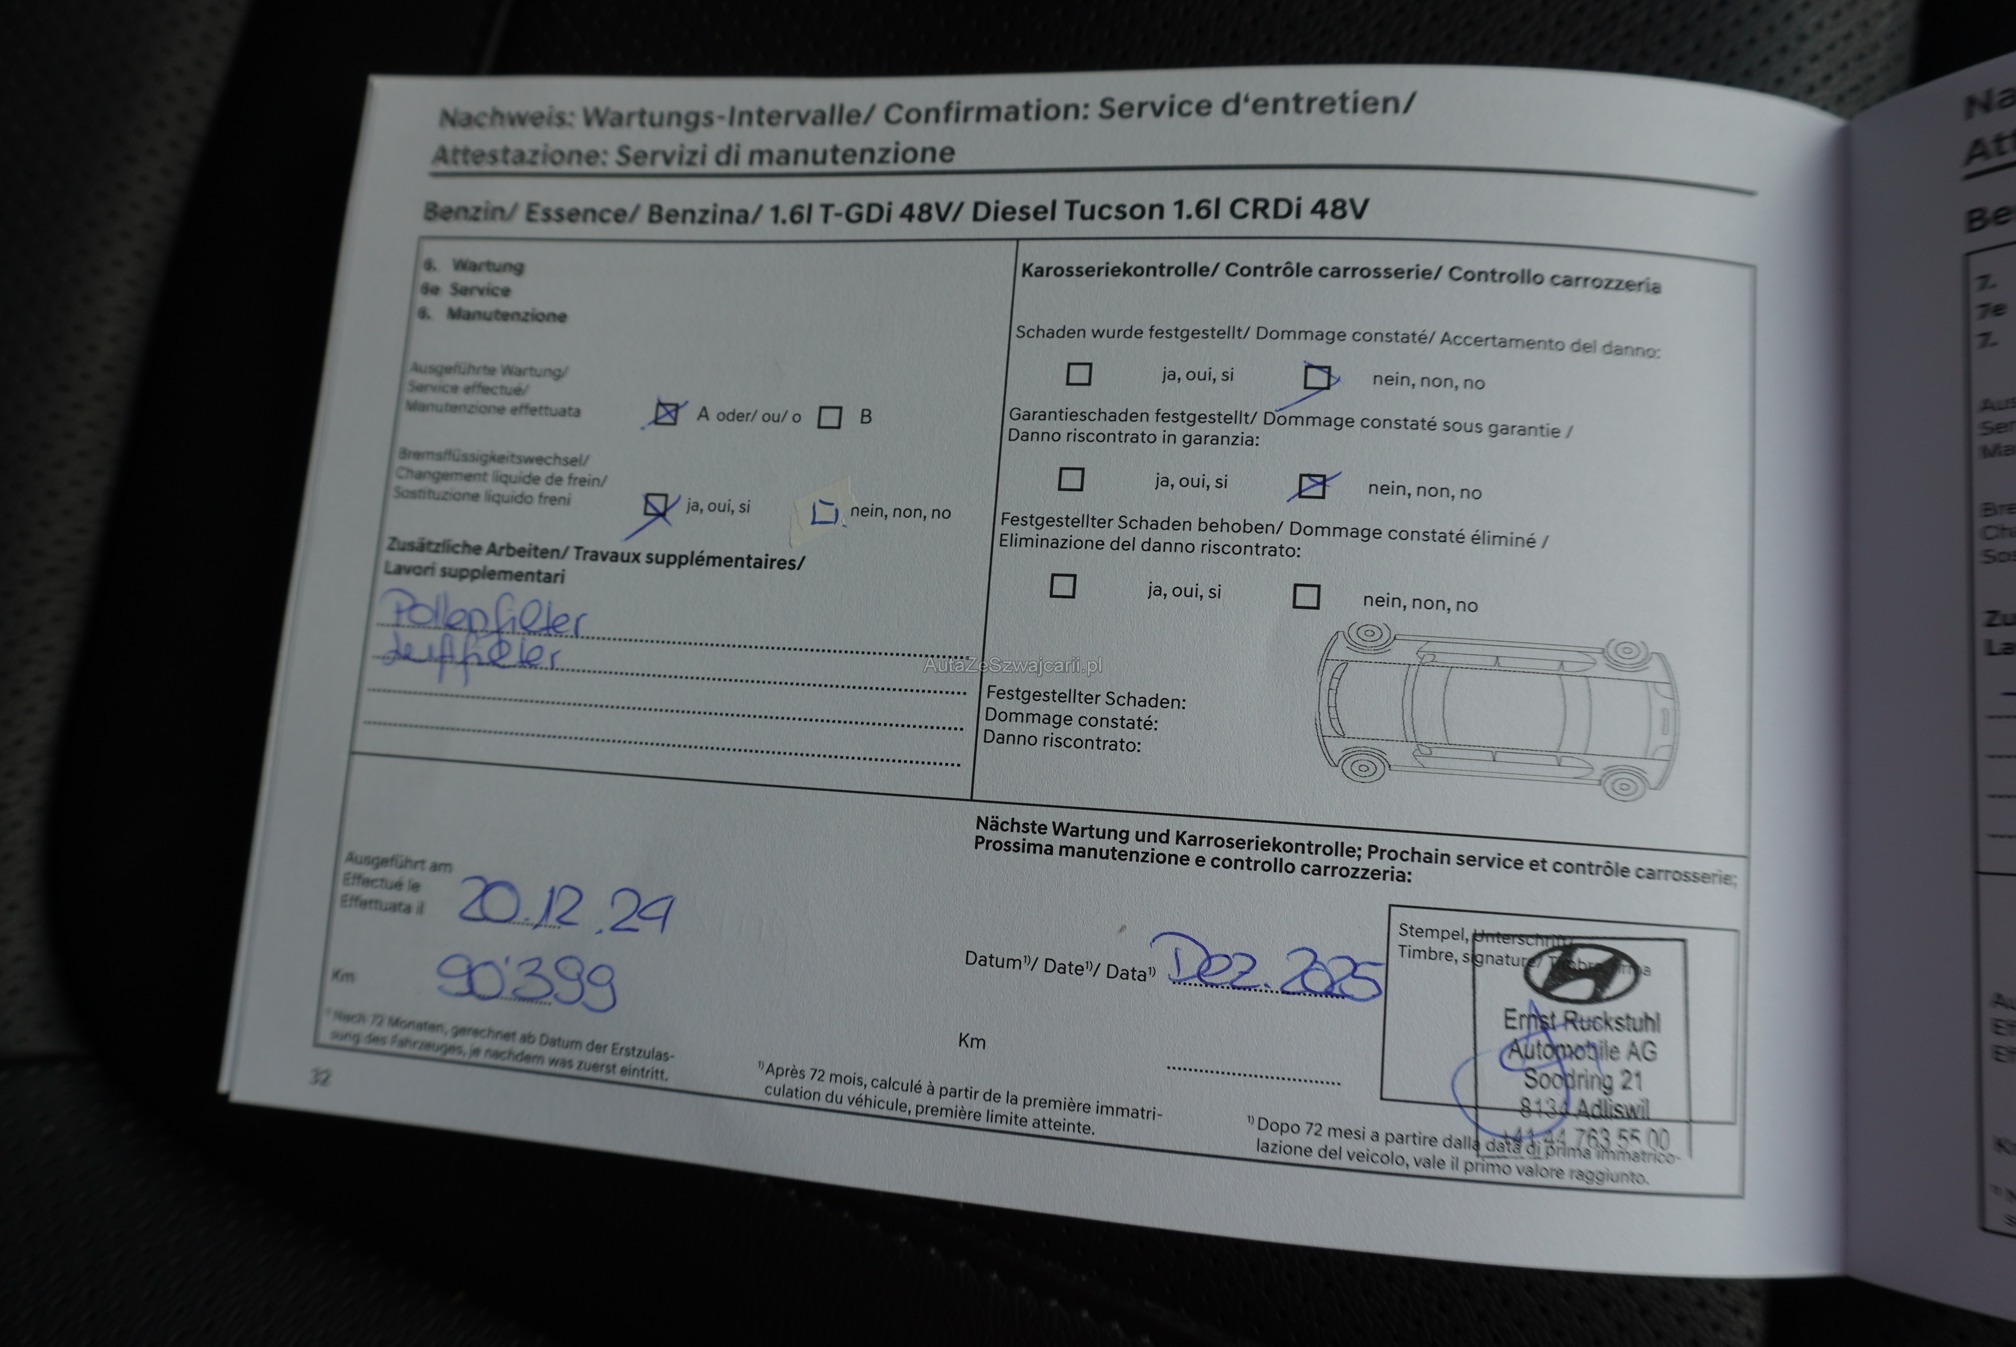 Nachweis: Wartungs-Intervalle/ Confirmation: Service d'entretien/
Attestazione: Servizi di manutenzione
Benzin/ Essence/ Benzina/ 1.6l T-GDi 48V/ Diesel Tucson 1.6l CRDi 48V
6. Wartung
6e Service
6. Manutenzione
Ausgeführte Wartung/
Service effectué/
Manutenzione effettuata
A oder/ ou/ o
B
Bremsflüssigkeitswechsel/
Changement liquide de frein/
Sostituzione liquido freni
ja, oui, si
nein, non, no
Zusätzliche Arbeiten/ Travaux supplémentaires/
Lavori supplementari
Pollenfilter
Luftfilter
Karosseriekontrolle/ Contrôle carrosserie/ Controllo carrozzeria
Schaden wurde festgestellt/ Dommage constaté/ Accertamento del danno:
ja, oui, si
nein, non, no
Garantieschaden festgestellt/ Dommage constaté sous garantie /
Danno riscontrato in garanzia:
ja, oui, si
nein, non, no
Festgestellter Schaden behoben/ Dommage constaté éliminé /
Eliminazione del danno riscontrato:
ja, oui, si
nein, non, no
AutaZeSzwajcarii.pl
Festgestellter Schaden:
Dommage constaté:
Danno riscontrato:
Ausgeführt am
Effectué le
Effettuata il
20.12.24
Km
90'399
Nächste Wartung und Karroseriekontrolle; Prochain service et contrôle carrosserie;
Prossima manutenzione e controllo carrozzeria:
Datum¹⁾/ Date¹⁾/ Data¹⁾
Dez. 2025
Km
Stempel, Unterschrift/
Timbre, signature/ Timbro, firma
Ernst Ruckstuhl
Automobile AG
Soodring 21
8134 Adliswil
+41 44 763 55 00
¹⁾ Nach 72 Monaten, gerechnet ab Datum der Erstzulas-
sung des Fahrzeuges, je nachdem was zuerst eintritt.
¹⁾ Après 72 mois, calculé à partir de la première immatri-
culation du véhicule, première limite atteinte.
¹⁾ Dopo 72 mesi a partire dalla data di prima immatrico-
lazione del veicolo, vale il primo valore raggiunto.
32
Na
Be
7.
7e
7.